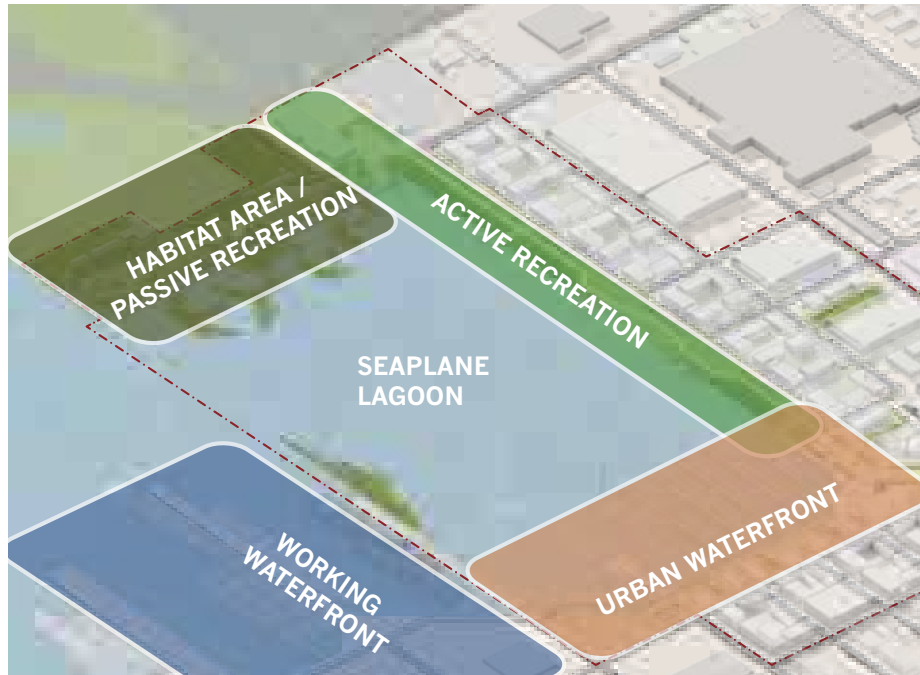 HABITAT AREA /
PASSIVE RECREATION
ACTIVE RECREATION
SEAPLANE
LAGOON
WORKING
WATERFRONT
URBAN WATERFRONT